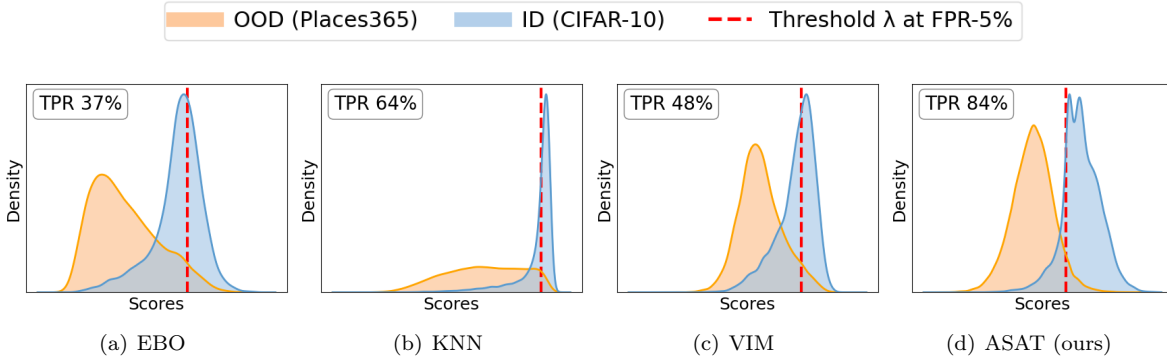 OOD (Places365) ID (CIFAR-10) Threshold λ at FPR-5%
TPR 37% TPR 64% TPR 48% TPR 84%
Density Density Density Density
Scores Scores Scores Scores
(a) EBO (b) KNN (c) VIM (d) ASAT (ours)